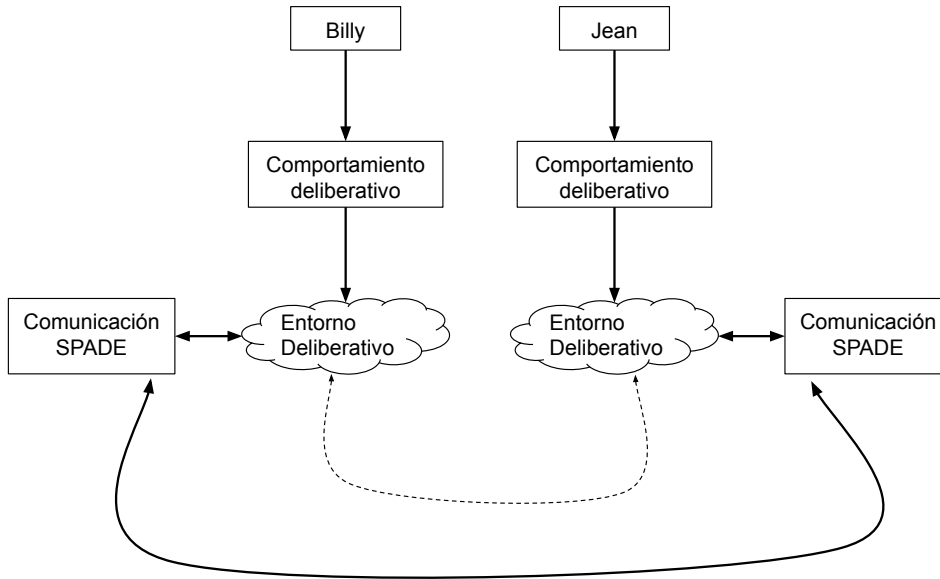 Billy
Jean
Comportamiento
deliberativo
Comportamiento
deliberativo
Comunicación
SPADE
Entorno
Deliberativo
Entorno
Deliberativo
Comunicación
SPADE